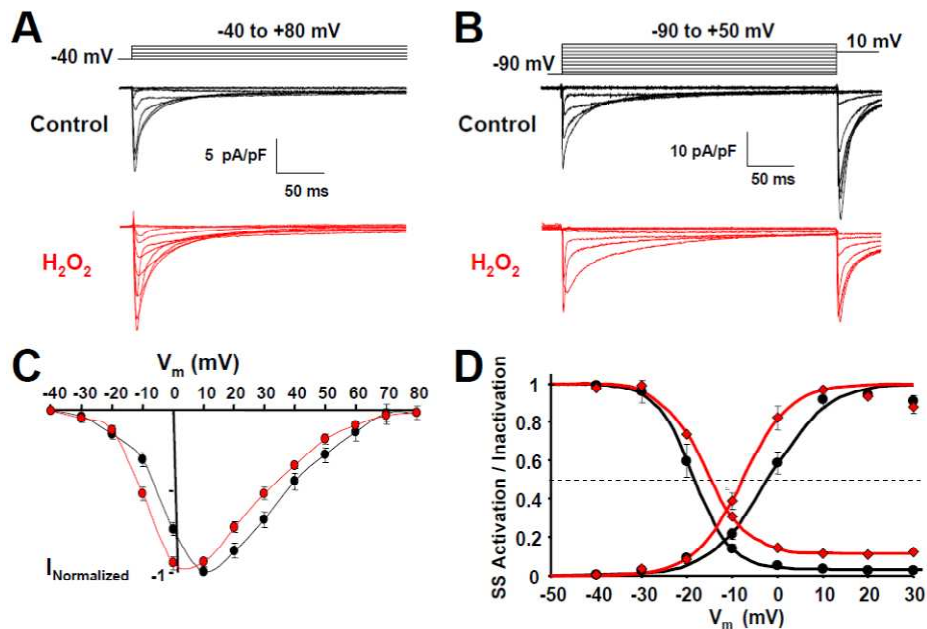 A
-40 to +80 mV
-40 mV
Control
5 pA/pF
50 ms
H₂O₂
B
-90 to +50 mV
10 mV
-90 mV
Control
10 pA/pF
50 ms
H₂O₂
C
Vm (mV)
-40 -30 -20 -10 0 10 20 30 40 50 60 70 80
-1
INormalized
D
SS Activation / Inactivation
1
0.8
0.6
0.4
0.2
0
-50 -40 -30 -20 -10 0 10 20 30
Vm (mV)